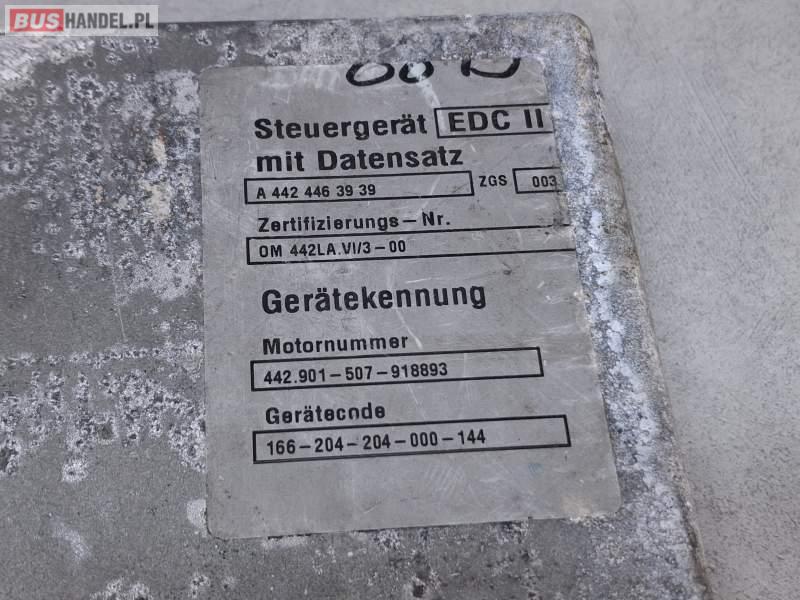 BUSHANDEL.PL
Steuergerät EDC II
mit Datensatz
A 442 446 39 39 ZGS 003
Zertifizierungs-Nr.
OM 442LA.VI/3-00
Gerätekennung
Motornummer
442.901-507-918893
Gerätecode
166-204-204-000-144